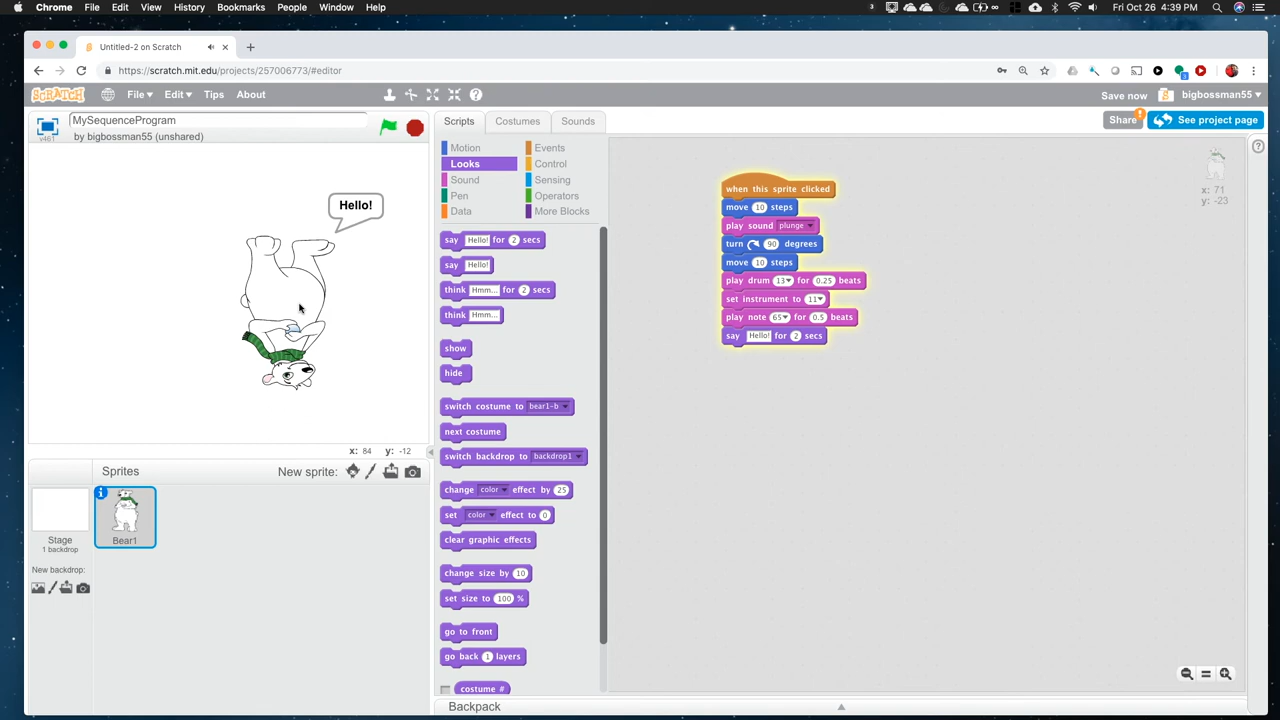 Chrome File Edit View History Bookmarks People Window Help 3 Fri Oct 26 4:39 PM
Untitled-2 on Scratch
https://scratch.mit.edu/projects/257006773/#editor
SCRATCH File Edit Tips About Save now bigbossman55
MySequenceProgram
by bigbossman55 (unshared)
v461
Scripts Costumes Sounds
Share See project page
Motion Events
Looks Control
Sound Sensing
Pen Operators
Data More Blocks
Hello!
say Hello! for 2 secs
say Hello!
think Hmm... for 2 secs
think Hmm...
show
hide
switch costume to bear1-b
next costume
switch backdrop to backdrop1
change color effect by 25
set color effect to 0
clear graphic effects
change size by 10
set size to 100 %
go to front
go back 1 layers
costume #
when this sprite clicked
move 10 steps
play sound plunge
turn 90 degrees
move 10 steps
play drum 13 for 0.25 beats
set instrument to 11
play note 65 for 0.5 beats
say Hello! for 2 secs
x: 71
y: -23
x: 84 y: -12
Sprites New sprite:
Stage
1 backdrop
Bear1
New backdrop:
Backpack